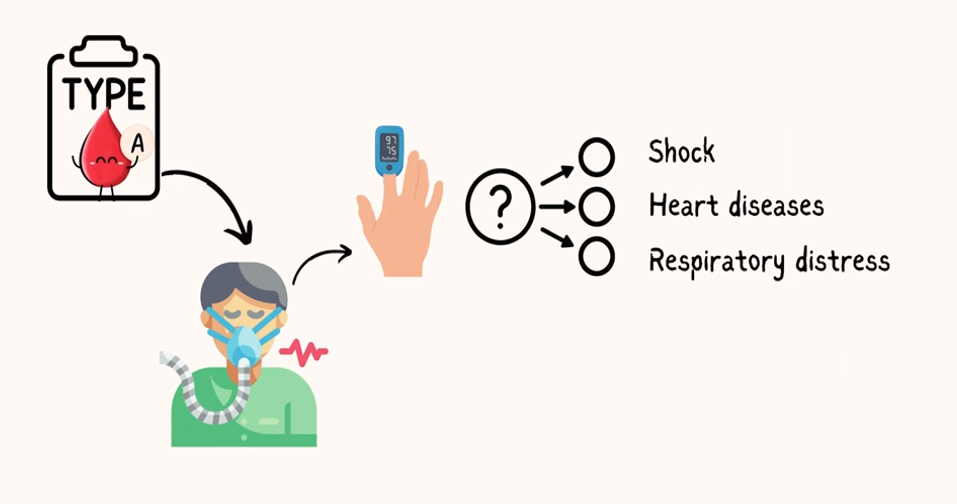 TYPE
A
97
75
?
Shock
Heart diseases
Respiratory distress